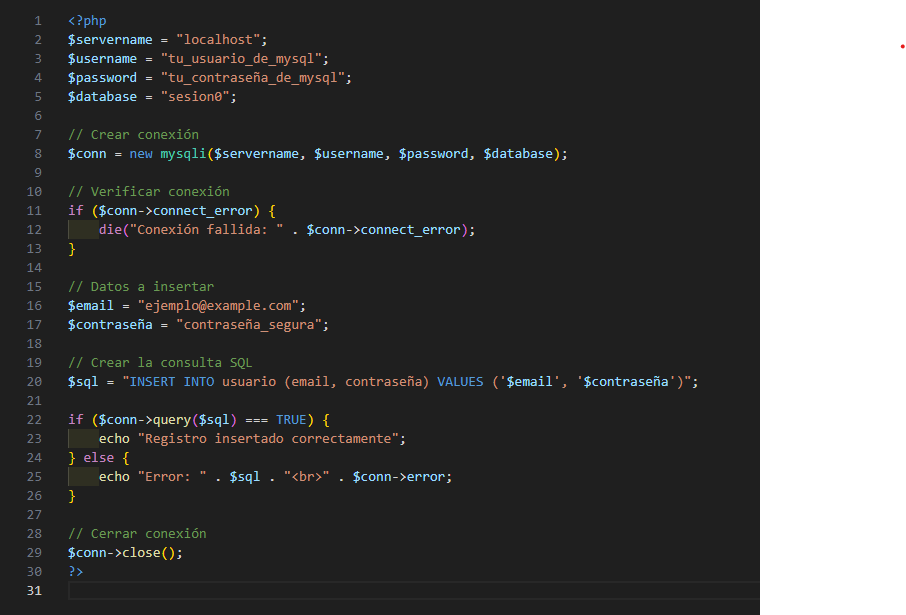 1 <?php
2 $servername = "localhost";
3 $username = "tu_usuario_de_mysql";
4 $password = "tu_contraseña_de_mysql";
5 $database = "sesion0";
6
7 // Crear conexión
8 $conn = new mysqli($servername, $username, $password, $database);
9
10 // Verificar conexión
11 if ($conn->connect_error) {
12     die("Conexión fallida: " . $conn->connect_error);
13 }
14
15 // Datos a insertar
16 $email = "ejemplo@example.com";
17 $contraseña = "contraseña_segura";
18
19 // Crear la consulta SQL
20 $sql = "INSERT INTO usuario (email, contraseña) VALUES ('$email', '$contraseña')";
21
22 if ($conn->query($sql) === TRUE) {
23     echo "Registro insertado correctamente";
24 } else {
25     echo "Error: " . $sql . "<br>" . $conn->error;
26 }
27
28 // Cerrar conexión
29 $conn->close();
30 ?>
31